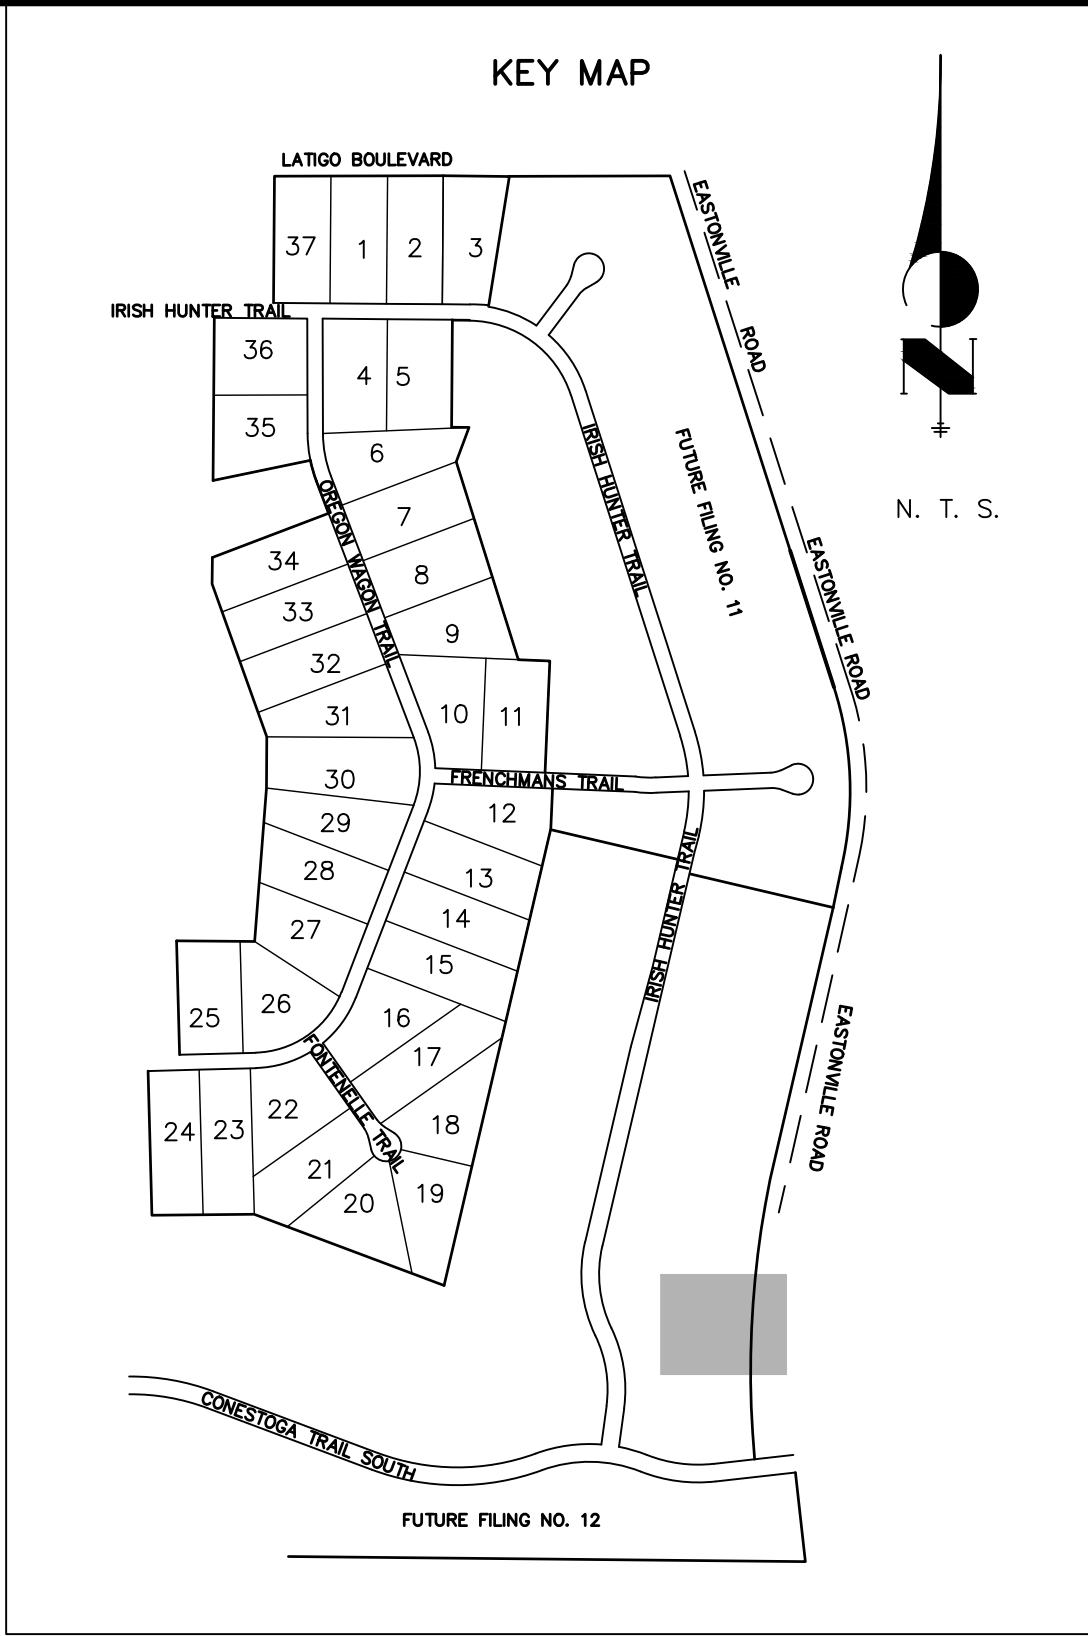 KEY MAP
LATIGO BOULEVARD
EASTONVILLE ROAD
37 1 2 3
IRISH HUNTER TRAIL
36
4 5
35
6
IRISH HUNTER TRAIL
FUTURE FILING NO. 11
N
N. T. S.
OREGON WAGON TRAIL
7
34
8
33
9
32
EASTONVILLE ROAD
31
10 11
30
FRENCHMANS TRAIL
12
29
28
13
IRISH HUNTER TRAIL
27
14
15
26
25
16
17
EASTONVILLE ROAD
FONTENELLE TRAIL
22
18
24 23
21
19
20
CONESTOGA TRAIL SOUTH
FUTURE FILING NO. 12